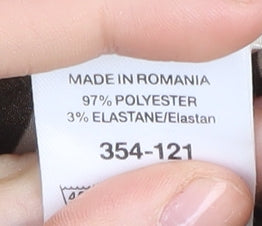 MADE IN ROMANIA
97% POLYESTER
3% ELASTANE/Elastan
354-121